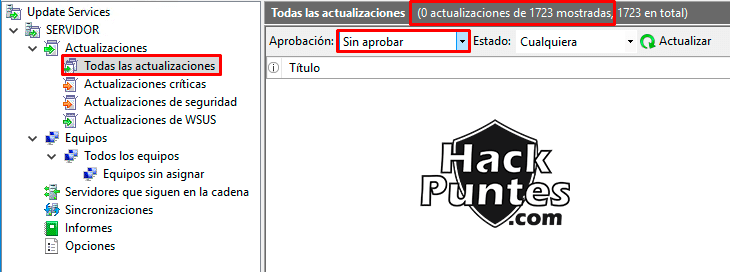 Update Services
SERVIDOR
Actualizaciones
Todas las actualizaciones
Actualizaciones críticas
Actualizaciones de seguridad
Actualizaciones de WSUS
Equipos
Todos los equipos
Equipos sin asignar
Servidores que siguen en la cadena
Sincronizaciones
Informes
Opciones
Todas las actualizaciones (0 actualizaciones de 1723 mostradas, 1723 en total)
Aprobación: Sin aprobar Estado: Cualquiera Actualizar
Título
Hack
Puntes
.com